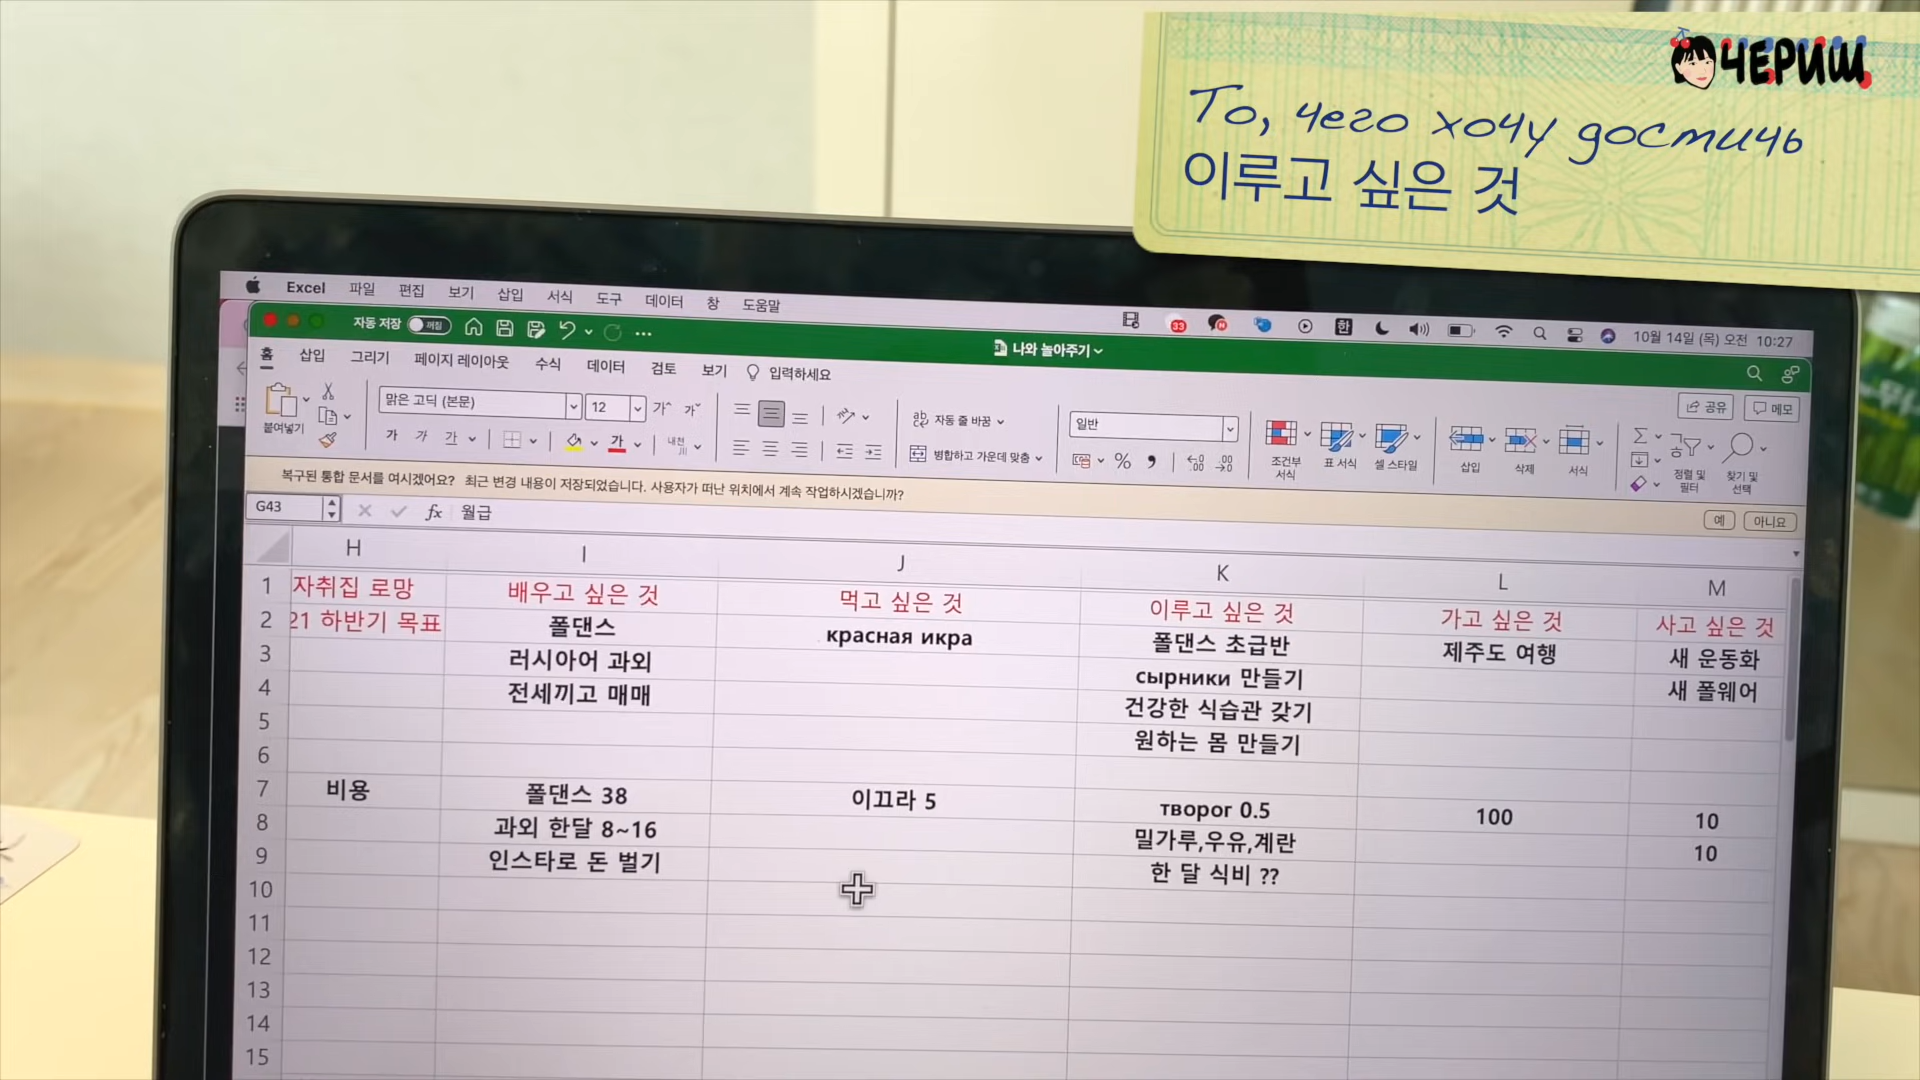 ЧЕРИШ
То, чего хочу достичь
이루고 싶은 것
Excel 파일 편집 보기 삽입 서식 도구 데이터 창 도움말
33 한 10월 14일 (목) 오전 10:27
자동 저장 꺼짐
나와 놀아주기
홈 삽입 그리기 페이지 레이아웃 수식 데이터 검토 보기 입력하세요
공유 메모
붙여넣기
맑은 고딕 (본문) 12 가 가
가 가 가 가 내천
자동 줄 바꿈
병합하고 가운데 맞춤
일반
조건부 서식 표 서식 셀 스타일
삽입 삭제 서식
정렬 및 필터 찾기 및 선택
복구된 통합 문서를 여시겠어요? 최근 변경 내용이 저장되었습니다. 사용자가 떠난 위치에서 계속 작업하시겠습니까?
예 아니요
G43 fx 월급
H I J K L M
1 자취집 로망 배우고 싶은 것 먹고 싶은 것 이루고 싶은 것 가고 싶은 것 사고 싶은 것
2 21 하반기 목표 폴댄스 красная икра 폴댄스 초급반 제주도 여행 새 운동화
3 러시아어 과외 сырники 만들기 새 폴웨어
4 전세끼고 매매 건강한 식습관 갖기
5 원하는 몸 만들기
6
7 비용 폴댄스 38 이끄라 5 творог 0.5 100 10
8 과외 한달 8~16 밀가루,우유,계란 10
9 인스타로 돈 벌기 한 달 식비 ??
10
11
12
13
14
15